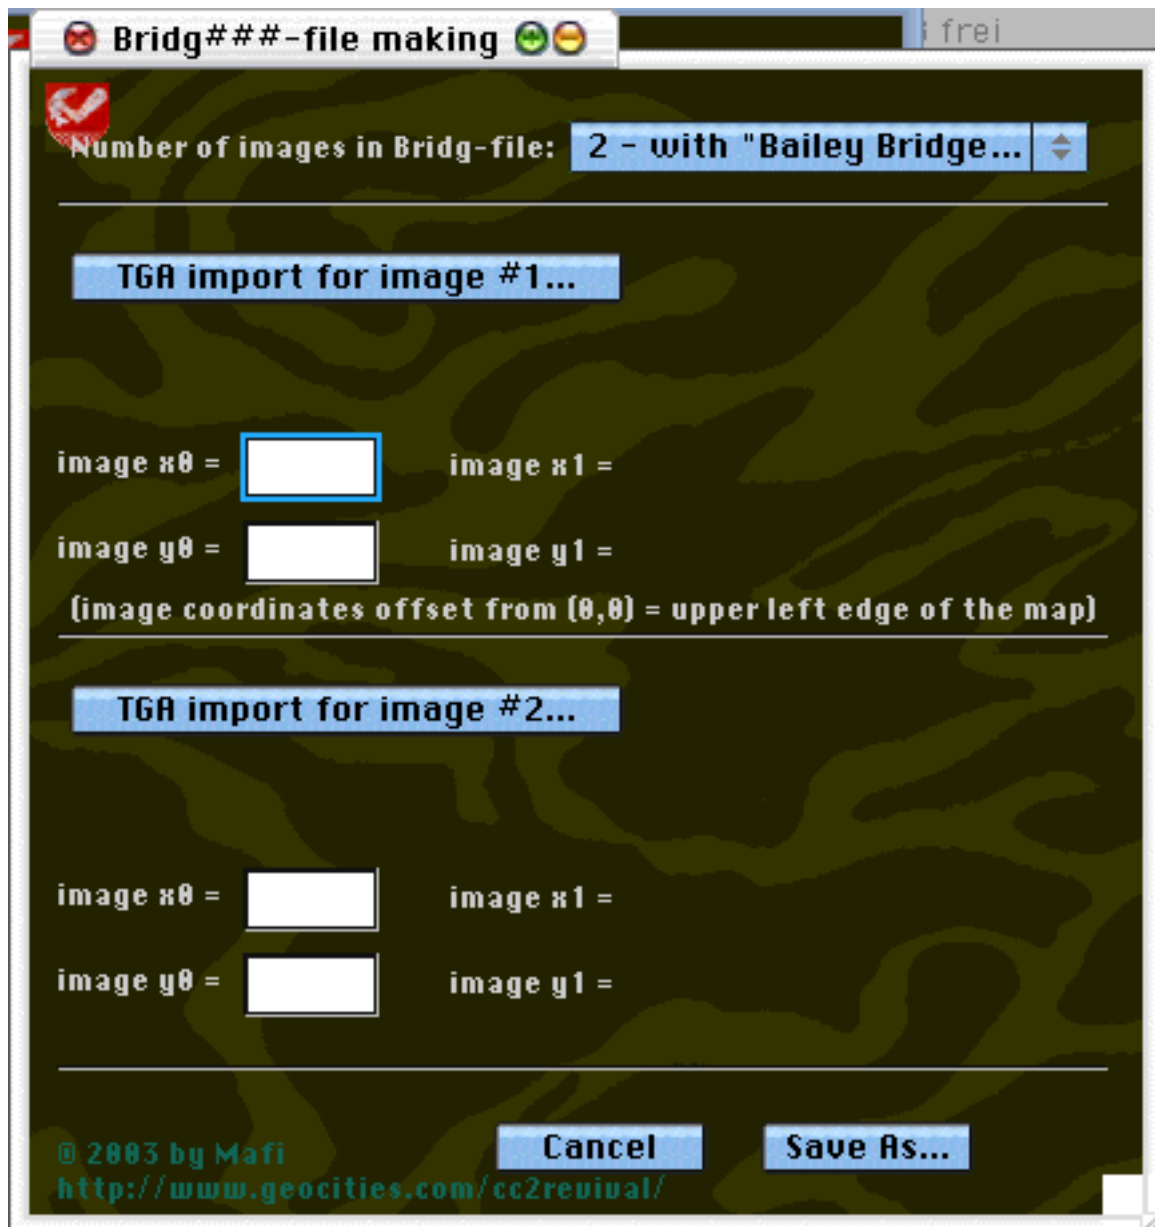 frei
Bridg###-file making
Number of images in Bridg-file: 2 - with "Bailey Bridge...
TGA import for image #1...
image x0 = image x1 =
image y0 = image y1 =
(image coordinates offset from (0,0) = upper left edge of the map)
TGA import for image #2...
image x0 = image x1 =
image y0 = image y1 =
Cancel Save As...
© 2003 by Mafi
http://www.geocities.com/cc2revival/